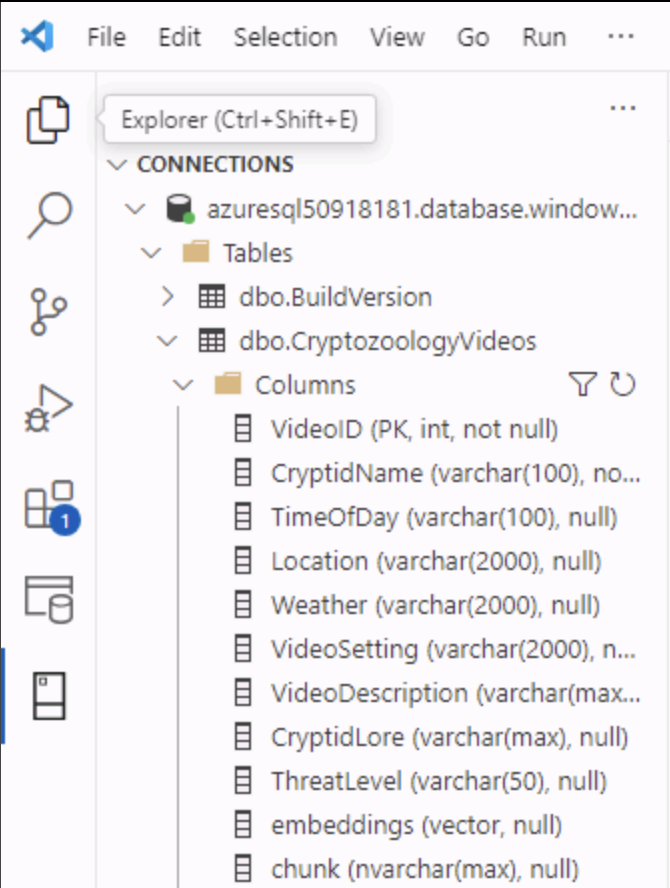 File Edit Selection View Go Run ...
Explorer (Ctrl+Shift+E) ...
CONNECTIONS
azuresql50918181.database.window...
Tables
dbo.BuildVersion
dbo.CryptozoologyVideos
Columns
VideoID (PK, int, not null)
CryptidName (varchar(100), no...
TimeOfDay (varchar(100), null)
Location (varchar(2000), null)
Weather (varchar(2000), null)
VideoSetting (varchar(2000), n...
VideoDescription (varchar(max...
CryptidLore (varchar(max), null)
ThreatLevel (varchar(50), null)
embeddings (vector, null)
chunk (nvarchar(max), null)
1